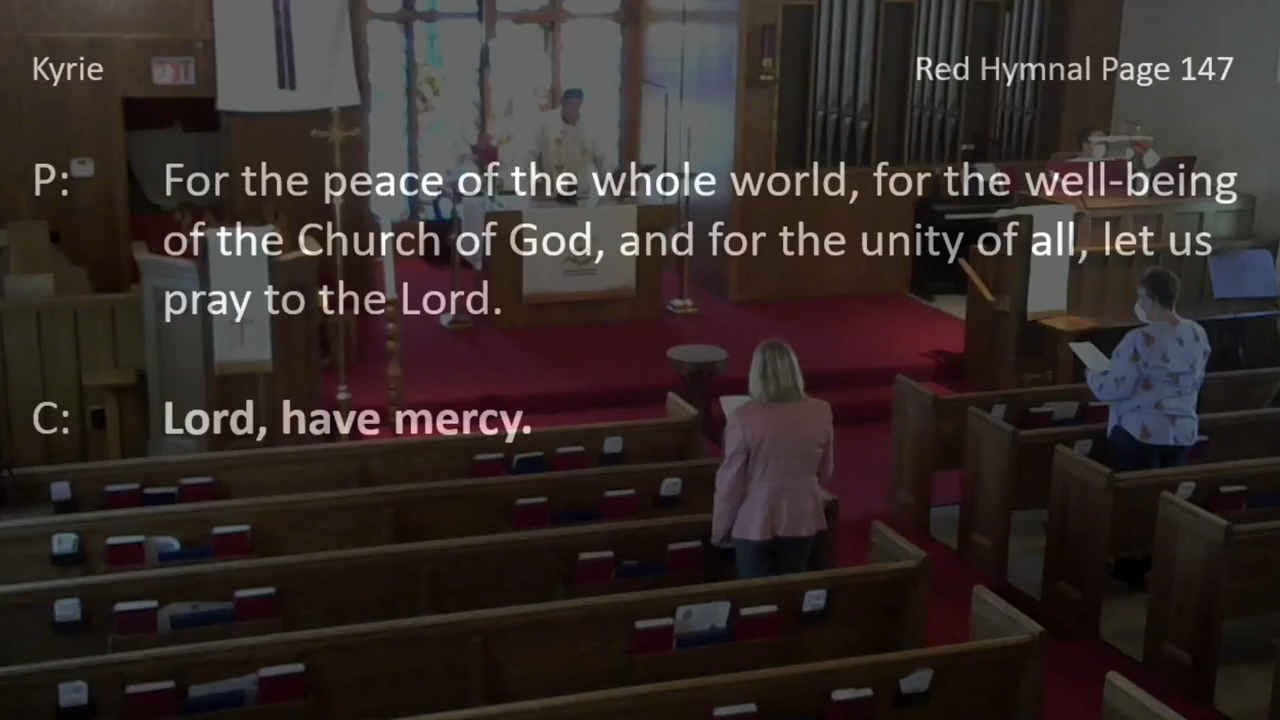 Kyrie
Red Hymnal Page 147
P: For the peace of the whole world, for the well-being
of the Church of God, and for the unity of all, let us
pray to the Lord.
C: Lord, have mercy.